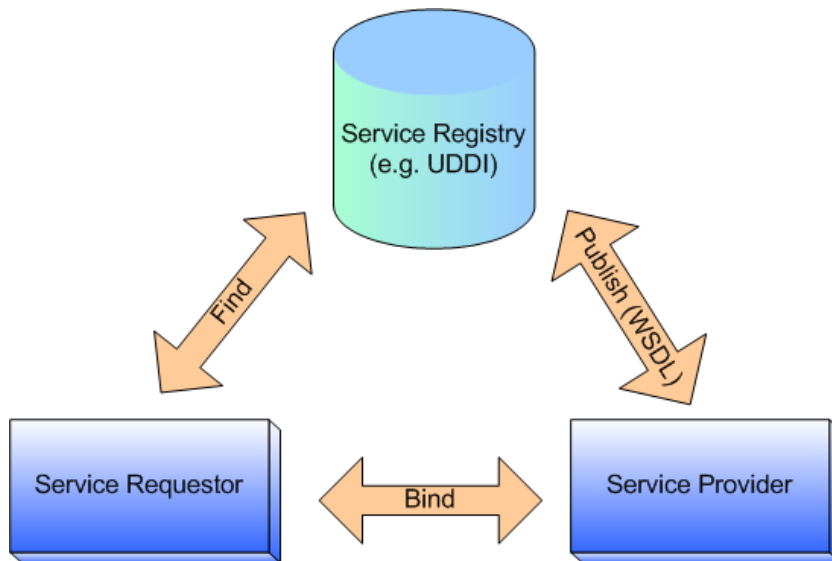 Service Registry
(e.g. UDDI)
Find
Publish (WSDL)
Service Requestor
Bind
Service Provider